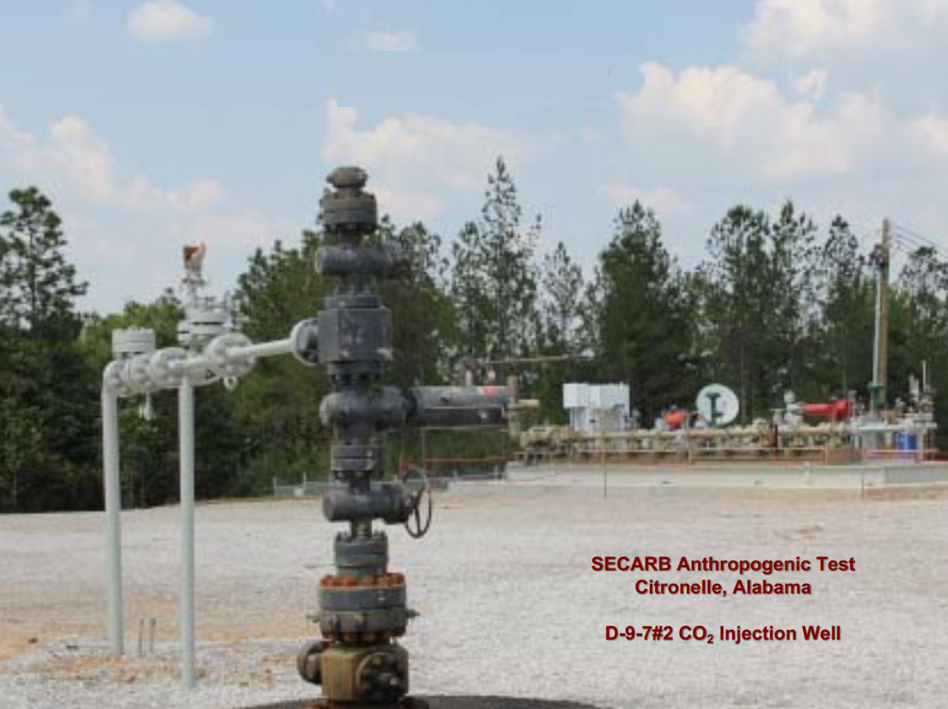 SECARB Anthropogenic Test
Citronelle, Alabama
D-9-7#2 CO₂ Injection Well